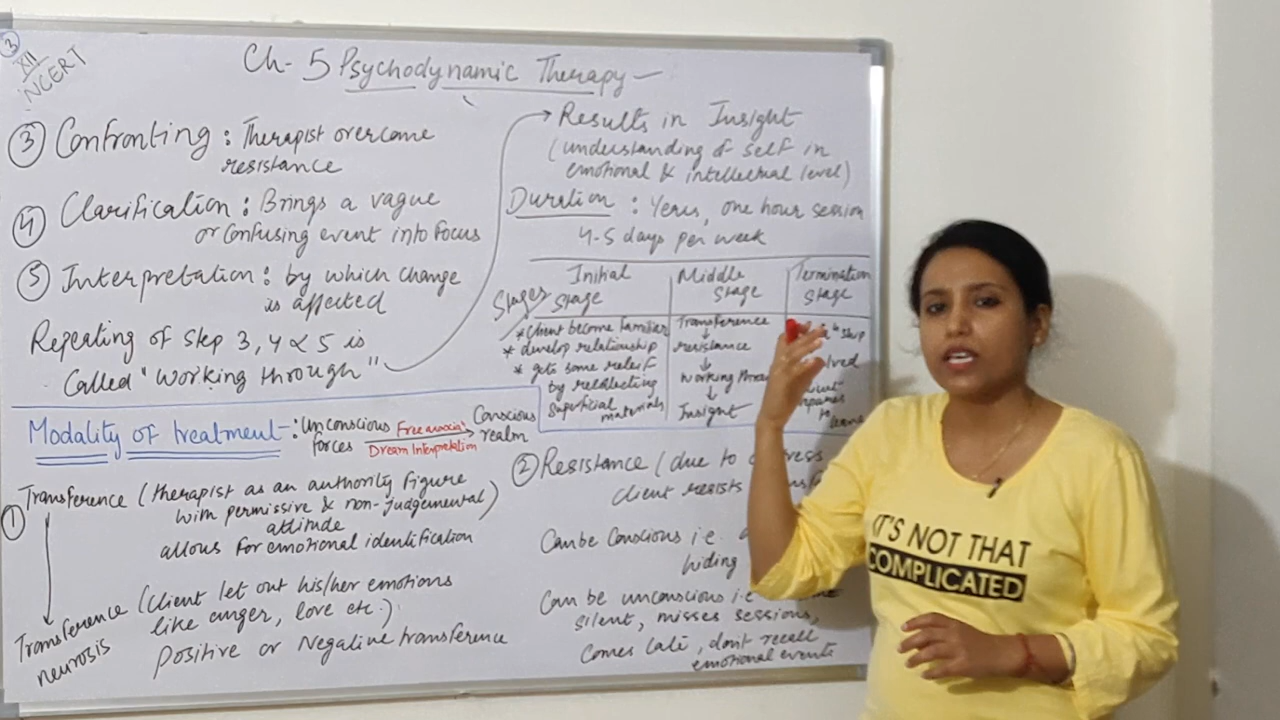 3
XII
NCERT
Ch-5 Psychodynamic Therapy -
3 Confronting : Therapist overcome
resistance
4 Clarification : Brings a vague
or confusing event into focus
5 Interpretation : by which change
is affected
Repeating of step 3, 4 & 5 is
called "Working through"
→ Results in Insight
(understanding of self in
emotional & intellectual level)
Duration : Years, one hour session
4-5 days per week
Stages
Initial
Stage
* Client become familiar
* develop relationship
* gets some releif
by recollecting
superficial materials
Middle
Stage
Transference
↓
resistance
↓
Working
↓
Insight
Termination
Stage
ship
to
Modality of treatment : Unconscious
forces
Free associaⁿ
Dream Interpretation
Conscious
realm
1 Transference (therapist as an authority figure
with permissive & non-judgemental)
attitude
allows for emotional identification
Transference
neurosis
(Client let out his/her emotions
like anger, love etc.)
Positive or Negative transference
2 Resistance (due to
client resists
Can be Conscious i.e.
hiding
Can be unconscious i.e.
silent, misses sessions,
comes late, don't recall
emotional events
IT'S NOT THAT
COMPLICATED